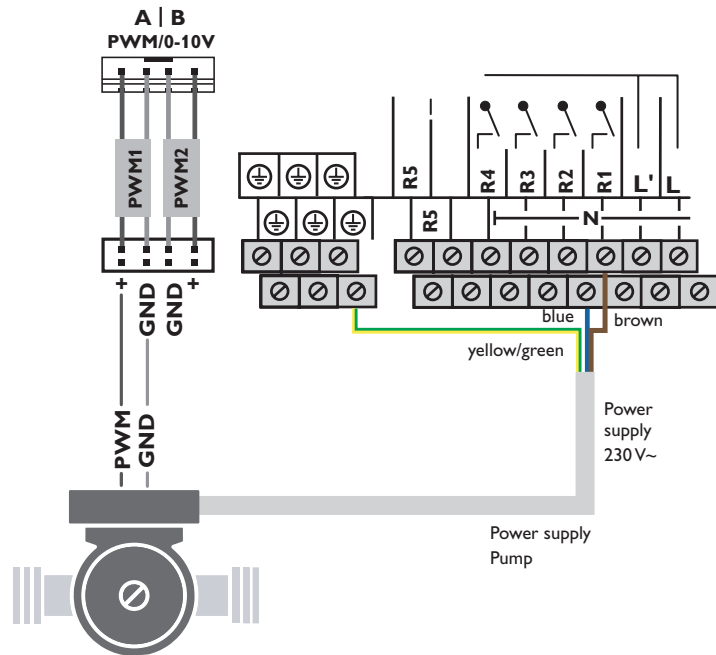 A | B
PWM/0-10V
PWM1
PWM2
+
GND
GND
+
PWM
GND
R5
R5
R4
R3
R2
R1
L'
L
N
blue
brown
yellow/green
Power
supply
230 V~
Power supply
Pump